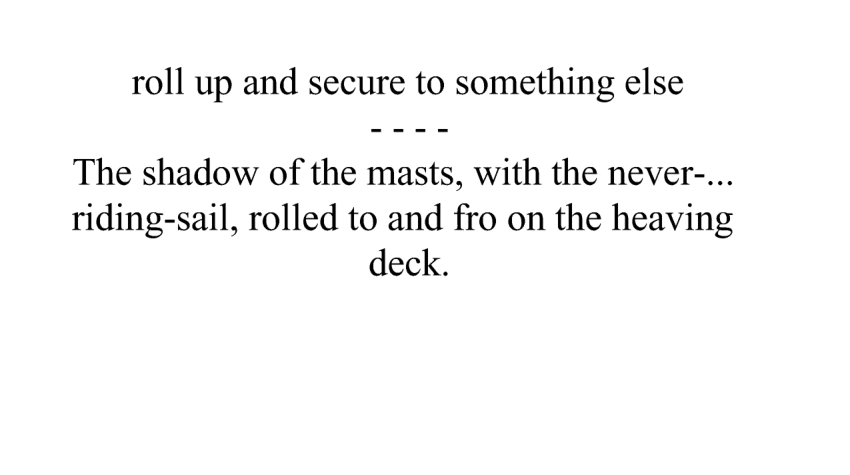 roll up and secure to something else
- - - -
The shadow of the masts, with the never-...
riding-sail, rolled to and fro on the heaving
deck.